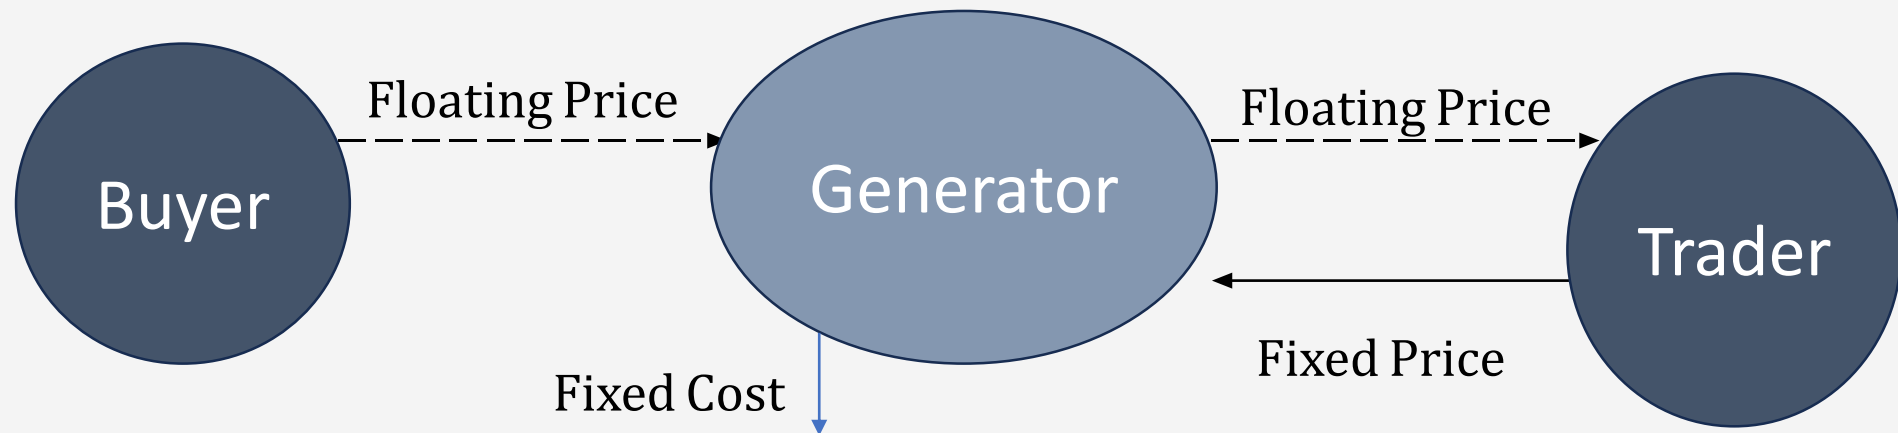 Floating Price
Floating Price
Buyer
Generator
Trader
Fixed Price
Fixed Cost